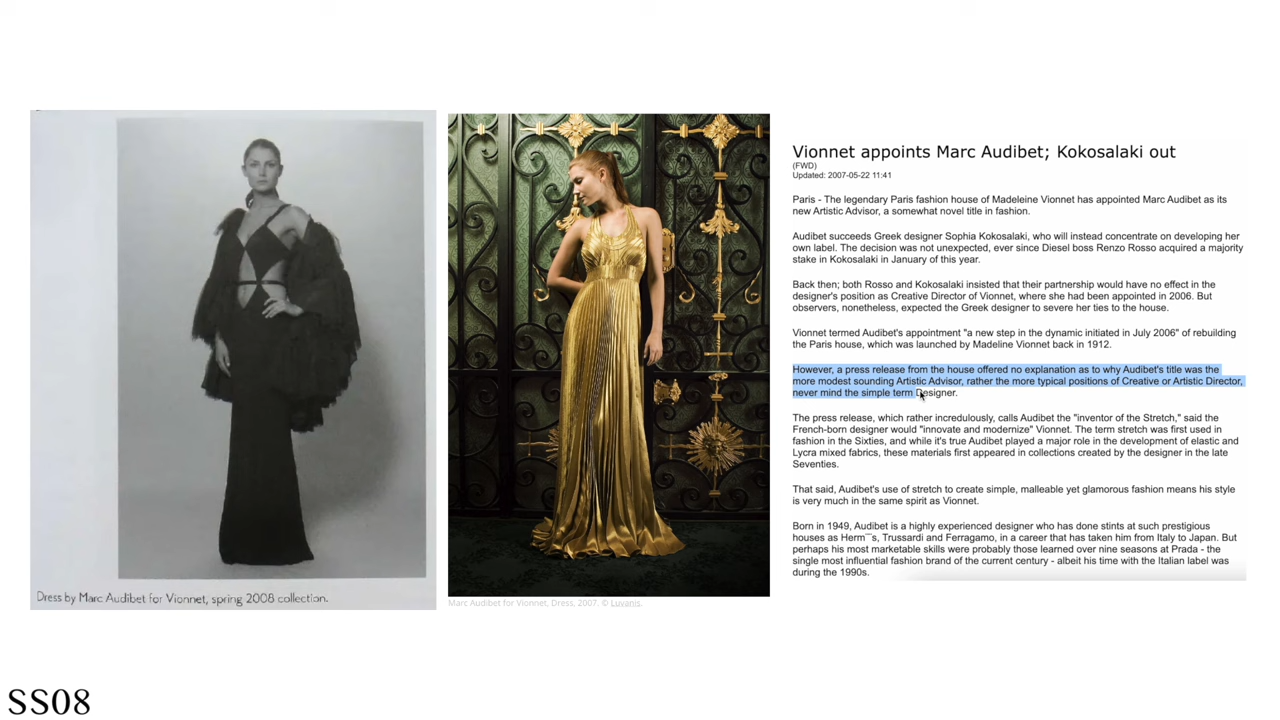 Dress by Marc Audibet for Vionnet, spring 2008 collection.
Marc Audibet for Vionnet, Dress, 2007. © Luvanis.
Vionnet appoints Marc Audibet; Kokosalaki out
(FWD)
Updated: 2007-05-22 11:41
Paris - The legendary Paris fashion house of Madeleine Vionnet has appointed Marc Audibet as its
new Artistic Advisor, a somewhat novel title in fashion.
Audibet succeeds Greek designer Sophia Kokosalaki, who will instead concentrate on developing her
own label. The decision was not unexpected, ever since Diesel boss Renzo Rosso acquired a majority
stake in Kokosalaki in January of this year.
Back then; both Rosso and Kokosalaki insisted that their partnership would have no effect in the
designer's position as Creative Director of Vionnet, where she had been appointed in 2006. But
observers, nonetheless, expected the Greek designer to severe her ties to the house.
Vionnet termed Audibet's appointment "a new step in the dynamic initiated in July 2006" of rebuilding
the Paris house, which was launched by Madeline Vionnet back in 1912.
However, a press release from the house offered no explanation as to why Audibet's title was the
more modest sounding Artistic Advisor, rather the more typical positions of Creative or Artistic Director,
never mind the simple term Designer.
The press release, which rather incredulously, calls Audibet the "inventor of the Stretch," said the
French-born designer would "innovate and modernize" Vionnet. The term stretch was first used in
fashion in the Sixties, and while it's true Audibet played a major role in the development of elastic and
Lycra mixed fabrics, these materials first appeared in collections created by the designer in the late
Seventies.
That said, Audibet's use of stretch to create simple, malleable yet glamorous fashion means his style
is very much in the same spirit as Vionnet.
Born in 1949, Audibet is a highly experienced designer who has done stints at such prestigious
houses as Herm¨¨s, Trussardi and Ferragamo, in a career that has taken him from Italy to Japan. But
perhaps his most marketable skills were probably those learned over nine seasons at Prada - the
single most influential fashion brand of the current century - albeit his time with the Italian label was
during the 1990s.
SS08